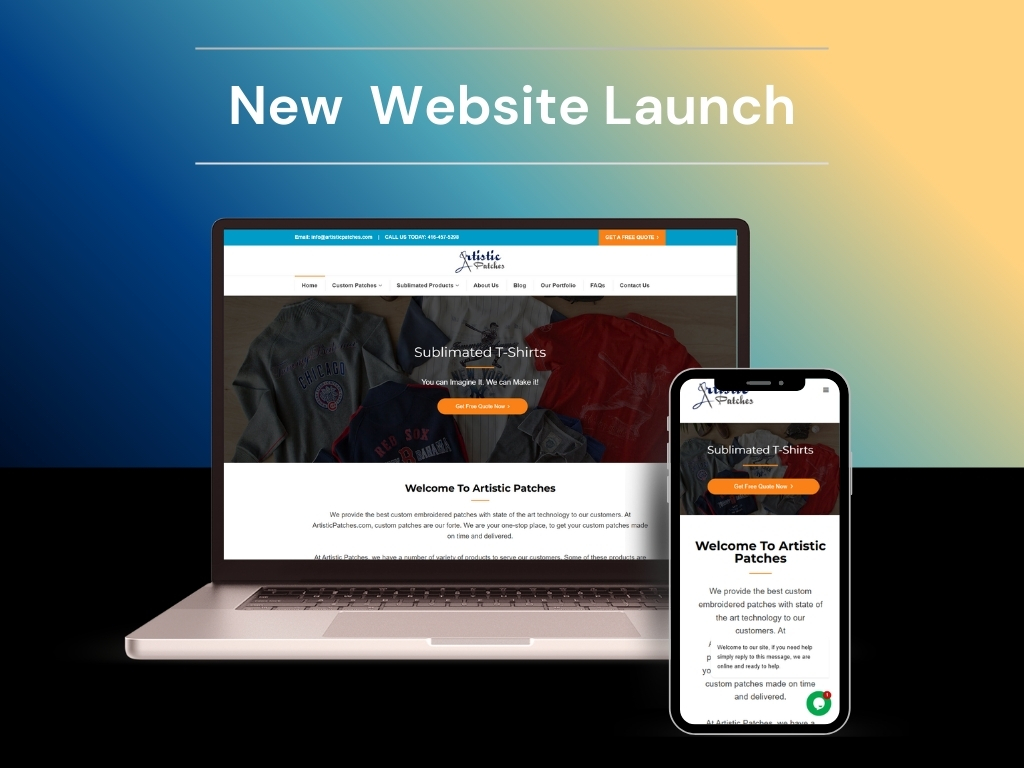 New Website Launch
Email: info@artisticpatches.com | CALL US TODAY: 416-457-5299
GET A FREE QUOTE >
Artistic
Patches
Home Custom Patches Sublimated Products About Us Blog Our Portfolio FAQs Contact Us
CHICAGO
RED SOX
BAHAMA
Sublimated T-Shirts
You can Imagine It. We can Make it!
Get Free Quote Now >
Welcome To Artistic Patches
We provide the best custom embroidered patches with state of the art technology to our customers. At
ArtisticPatches.com, custom patches are our forte. We are your one-stop place, to get your custom patches made
on time and delivered.
At Artistic Patches, we have a number of variety of products to serve our customers. Some of these products are
Artistic
Patches
Sublimated T-Shirts
Get Free Quote Now >
Welcome To Artistic
Patches
We provide the best custom
embroidered patches with state of
the art technology to our
customers. At
Welcome to our site, if you need help
simply reply to this message, we are
online and ready to help.
custom patches made on time
and delivered.
1
At Artistic Patches, we have a